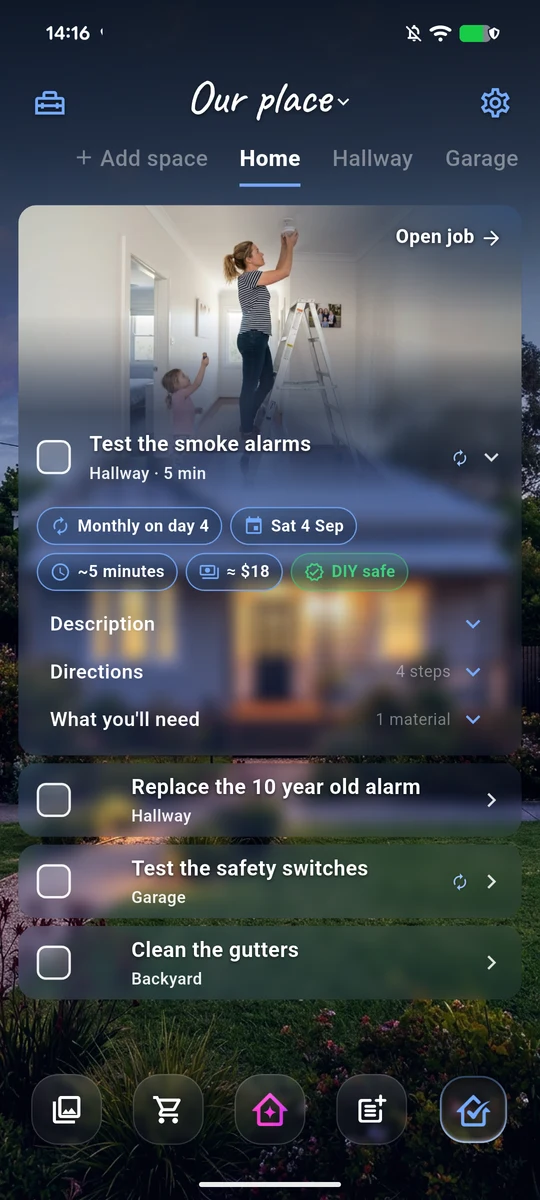 14:16
Our place
+ Add space
Home
Hallway
Garage
Open job
Test the smoke alarms
Hallway · 5 min
Monthly on day 4
Sat 4 Sep
~5 minutes
≈ $18
DIY safe
Description
Directions
4 steps
What you'll need
1 material
Replace the 10 year old alarm
Hallway
Test the safety switches
Garage
Clean the gutters
Backyard